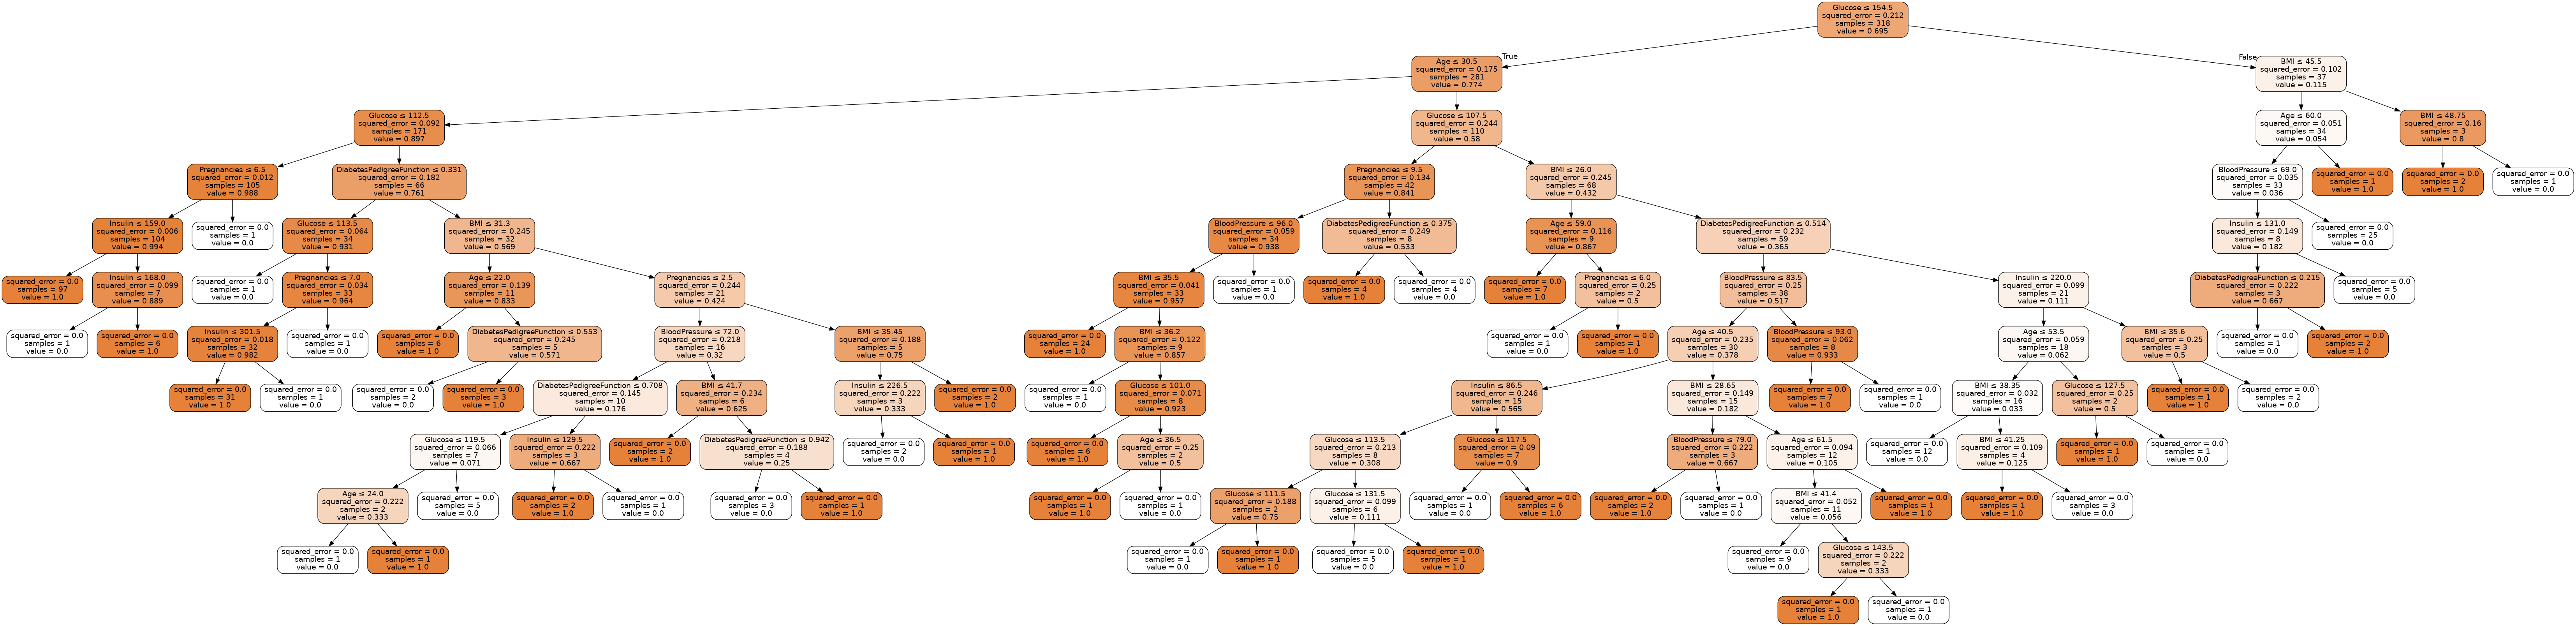 Glucose ≤ 154.5
squared_error = 0.212
samples = 318
value = 0.695
True
False
Age ≤ 30.5
squared_error = 0.175
samples = 281
value = 0.774
BMI ≤ 45.5
squared_error = 0.102
samples = 37
value = 0.115
Glucose ≤ 112.5
squared_error = 0.092
samples = 171
value = 0.897
Glucose ≤ 107.5
squared_error = 0.244
samples = 110
value = 0.58
Age ≤ 60.0
squared_error = 0.051
samples = 34
value = 0.054
BMI ≤ 48.75
squared_error = 0.16
samples = 3
value = 0.8
Pregnancies ≤ 6.5
squared_error = 0.012
samples = 105
value = 0.988
DiabetesPedigreeFunction ≤ 0.331
squared_error = 0.182
samples = 66
value = 0.761
Pregnancies ≤ 9.5
squared_error = 0.134
samples = 42
value = 0.841
BMI ≤ 26.0
squared_error = 0.245
samples = 68
value = 0.432
BloodPressure ≤ 69.0
squared_error = 0.035
samples = 33
value = 0.036
squared_error = 0.0
samples = 1
value = 1.0
squared_error = 0.0
samples = 2
value = 1.0
squared_error = 0.0
samples = 1
value = 0.0
Insulin ≤ 159.0
squared_error = 0.006
samples = 104
value = 0.994
squared_error = 0.0
samples = 1
value = 0.0
Glucose ≤ 113.5
squared_error = 0.064
samples = 34
value = 0.931
BMI ≤ 31.3
squared_error = 0.245
samples = 32
value = 0.569
BloodPressure ≤ 96.0
squared_error = 0.059
samples = 34
value = 0.938
DiabetesPedigreeFunction ≤ 0.375
squared_error = 0.249
samples = 8
value = 0.533
Age ≤ 59.0
squared_error = 0.116
samples = 9
value = 0.867
DiabetesPedigreeFunction ≤ 0.514
squared_error = 0.232
samples = 59
value = 0.365
Insulin ≤ 131.0
squared_error = 0.149
samples = 8
value = 0.182
squared_error = 0.0
samples = 25
value = 0.0
squared_error = 0.0
samples = 97
value = 1.0
Insulin ≤ 168.0
squared_error = 0.099
samples = 7
value = 0.889
squared_error = 0.0
samples = 1
value = 0.0
Pregnancies ≤ 7.0
squared_error = 0.034
samples = 33
value = 0.964
Age ≤ 22.0
squared_error = 0.139
samples = 11
value = 0.833
Pregnancies ≤ 2.5
squared_error = 0.244
samples = 21
value = 0.424
BMI ≤ 35.5
squared_error = 0.041
samples = 33
value = 0.957
squared_error = 0.0
samples = 1
value = 0.0
squared_error = 0.0
samples = 4
value = 1.0
squared_error = 0.0
samples = 4
value = 0.0
squared_error = 0.0
samples = 7
value = 1.0
Pregnancies ≤ 6.0
squared_error = 0.25
samples = 2
value = 0.5
BloodPressure ≤ 83.5
squared_error = 0.25
samples = 38
value = 0.517
Insulin ≤ 220.0
squared_error = 0.099
samples = 21
value = 0.111
DiabetesPedigreeFunction ≤ 0.215
squared_error = 0.222
samples = 3
value = 0.667
squared_error = 0.0
samples = 5
value = 0.0
squared_error = 0.0
samples = 1
value = 0.0
squared_error = 0.0
samples = 6
value = 1.0
Insulin ≤ 301.5
squared_error = 0.018
samples = 32
value = 0.982
squared_error = 0.0
samples = 1
value = 0.0
squared_error = 0.0
samples = 6
value = 1.0
DiabetesPedigreeFunction ≤ 0.553
squared_error = 0.245
samples = 5
value = 0.571
BloodPressure ≤ 72.0
squared_error = 0.218
samples = 16
value = 0.32
BMI ≤ 35.45
squared_error = 0.188
samples = 5
value = 0.75
squared_error = 0.0
samples = 24
value = 1.0
BMI ≤ 36.2
squared_error = 0.122
samples = 9
value = 0.857
squared_error = 0.0
samples = 1
value = 0.0
squared_error = 0.0
samples = 1
value = 1.0
Age ≤ 40.5
squared_error = 0.235
samples = 30
value = 0.378
BloodPressure ≤ 93.0
squared_error = 0.062
samples = 8
value = 0.933
Age ≤ 53.5
squared_error = 0.059
samples = 18
value = 0.062
BMI ≤ 35.6
squared_error = 0.25
samples = 3
value = 0.5
squared_error = 0.0
samples = 1
value = 0.0
squared_error = 0.0
samples = 2
value = 1.0
squared_error = 0.0
samples = 31
value = 1.0
squared_error = 0.0
samples = 1
value = 0.0
squared_error = 0.0
samples = 2
value = 0.0
squared_error = 0.0
samples = 3
value = 1.0
DiabetesPedigreeFunction ≤ 0.708
squared_error = 0.145
samples = 10
value = 0.176
BMI ≤ 41.7
squared_error = 0.234
samples = 6
value = 0.625
Insulin ≤ 226.5
squared_error = 0.222
samples = 3
value = 0.333
squared_error = 0.0
samples = 2
value = 1.0
squared_error = 0.0
samples = 1
value = 0.0
Glucose ≤ 101.0
squared_error = 0.071
samples = 8
value = 0.923
Insulin ≤ 86.5
squared_error = 0.246
samples = 15
value = 0.565
BMI ≤ 28.65
squared_error = 0.149
samples = 15
value = 0.182
squared_error = 0.0
samples = 7
value = 1.0
squared_error = 0.0
samples = 1
value = 0.0
BMI ≤ 38.35
squared_error = 0.032
samples = 16
value = 0.033
Glucose ≤ 127.5
squared_error = 0.25
samples = 2
value = 0.5
squared_error = 0.0
samples = 1
value = 1.0
squared_error = 0.0
samples = 2
value = 0.0
Glucose ≤ 119.5
squared_error = 0.066
samples = 7
value = 0.071
Insulin ≤ 129.5
squared_error = 0.222
samples = 3
value = 0.667
squared_error = 0.0
samples = 2
value = 1.0
DiabetesPedigreeFunction ≤ 0.942
squared_error = 0.188
samples = 4
value = 0.25
squared_error = 0.0
samples = 2
value = 0.0
squared_error = 0.0
samples = 1
value = 1.0
squared_error = 0.0
samples = 6
value = 1.0
Age ≤ 36.5
squared_error = 0.25
samples = 2
value = 0.5
Glucose ≤ 113.5
squared_error = 0.213
samples = 8
value = 0.308
Glucose ≤ 117.5
squared_error = 0.09
samples = 7
value = 0.9
BloodPressure ≤ 79.0
squared_error = 0.222
samples = 3
value = 0.667
Age ≤ 61.5
squared_error = 0.094
samples = 12
value = 0.105
squared_error = 0.0
samples = 12
value = 0.0
BMI ≤ 41.25
squared_error = 0.109
samples = 4
value = 0.125
squared_error = 0.0
samples = 1
value = 1.0
squared_error = 0.0
samples = 1
value = 0.0
Age ≤ 24.0
squared_error = 0.222
samples = 2
value = 0.333
squared_error = 0.0
samples = 5
value = 0.0
squared_error = 0.0
samples = 2
value = 1.0
squared_error = 0.0
samples = 1
value = 0.0
squared_error = 0.0
samples = 3
value = 0.0
squared_error = 0.0
samples = 1
value = 1.0
squared_error = 0.0
samples = 1
value = 1.0
squared_error = 0.0
samples = 1
value = 0.0
Glucose ≤ 111.5
squared_error = 0.188
samples = 2
value = 0.75
Glucose ≤ 131.5
squared_error = 0.099
samples = 6
value = 0.111
squared_error = 0.0
samples = 1
value = 0.0
squared_error = 0.0
samples = 6
value = 1.0
squared_error = 0.0
samples = 2
value = 1.0
squared_error = 0.0
samples = 1
value = 0.0
BMI ≤ 41.4
squared_error = 0.052
samples = 11
value = 0.056
squared_error = 0.0
samples = 1
value = 1.0
squared_error = 0.0
samples = 1
value = 1.0
squared_error = 0.0
samples = 3
value = 0.0
squared_error = 0.0
samples = 1
value = 0.0
squared_error = 0.0
samples = 1
value = 1.0
squared_error = 0.0
samples = 1
value = 0.0
squared_error = 0.0
samples = 1
value = 1.0
squared_error = 0.0
samples = 5
value = 0.0
squared_error = 0.0
samples = 1
value = 1.0
squared_error = 0.0
samples = 9
value = 0.0
Glucose ≤ 143.5
squared_error = 0.222
samples = 2
value = 0.333
squared_error = 0.0
samples = 1
value = 1.0
squared_error = 0.0
samples = 1
value = 0.0